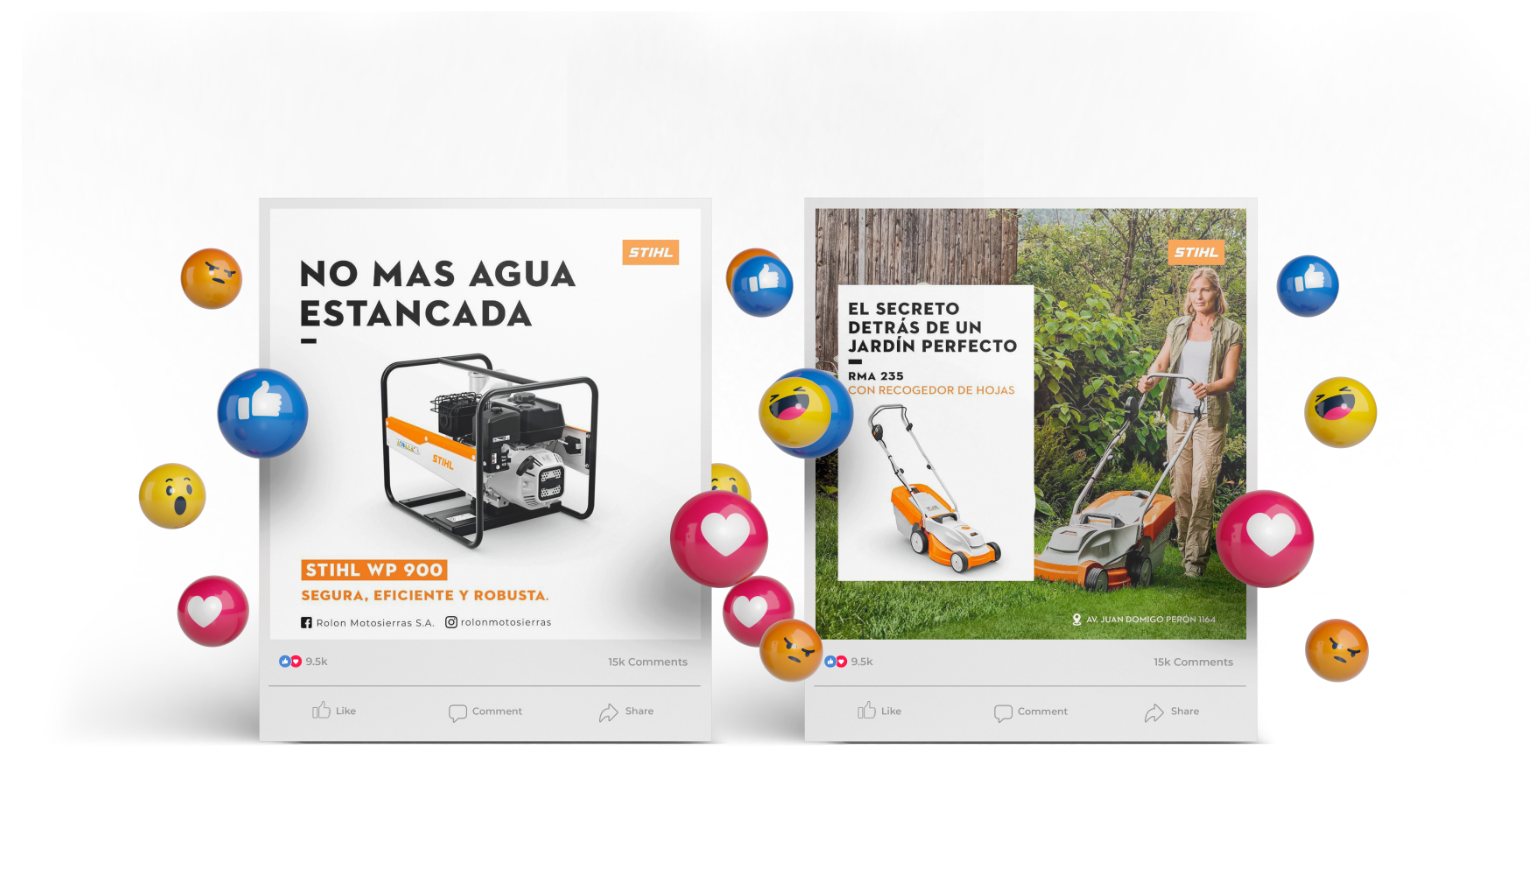 STIHL
NO MAS AGUA
ESTANCADA
STIHL
STIHL WP 900
SEGURA, EFICIENTE Y ROBUSTA.
Rolon Motosierras S.A. rolonmotosierras
9.5k 15k Comments
Like Comment Share
STIHL
EL SECRETO
DETRÁS DE UN
JARDÍN PERFECTO
RMA 235
CON RECOGEDOR DE HOJAS
AV. JUAN DOMIGO PERÓN 1164
9.5k 15k Comments
Like Comment Share